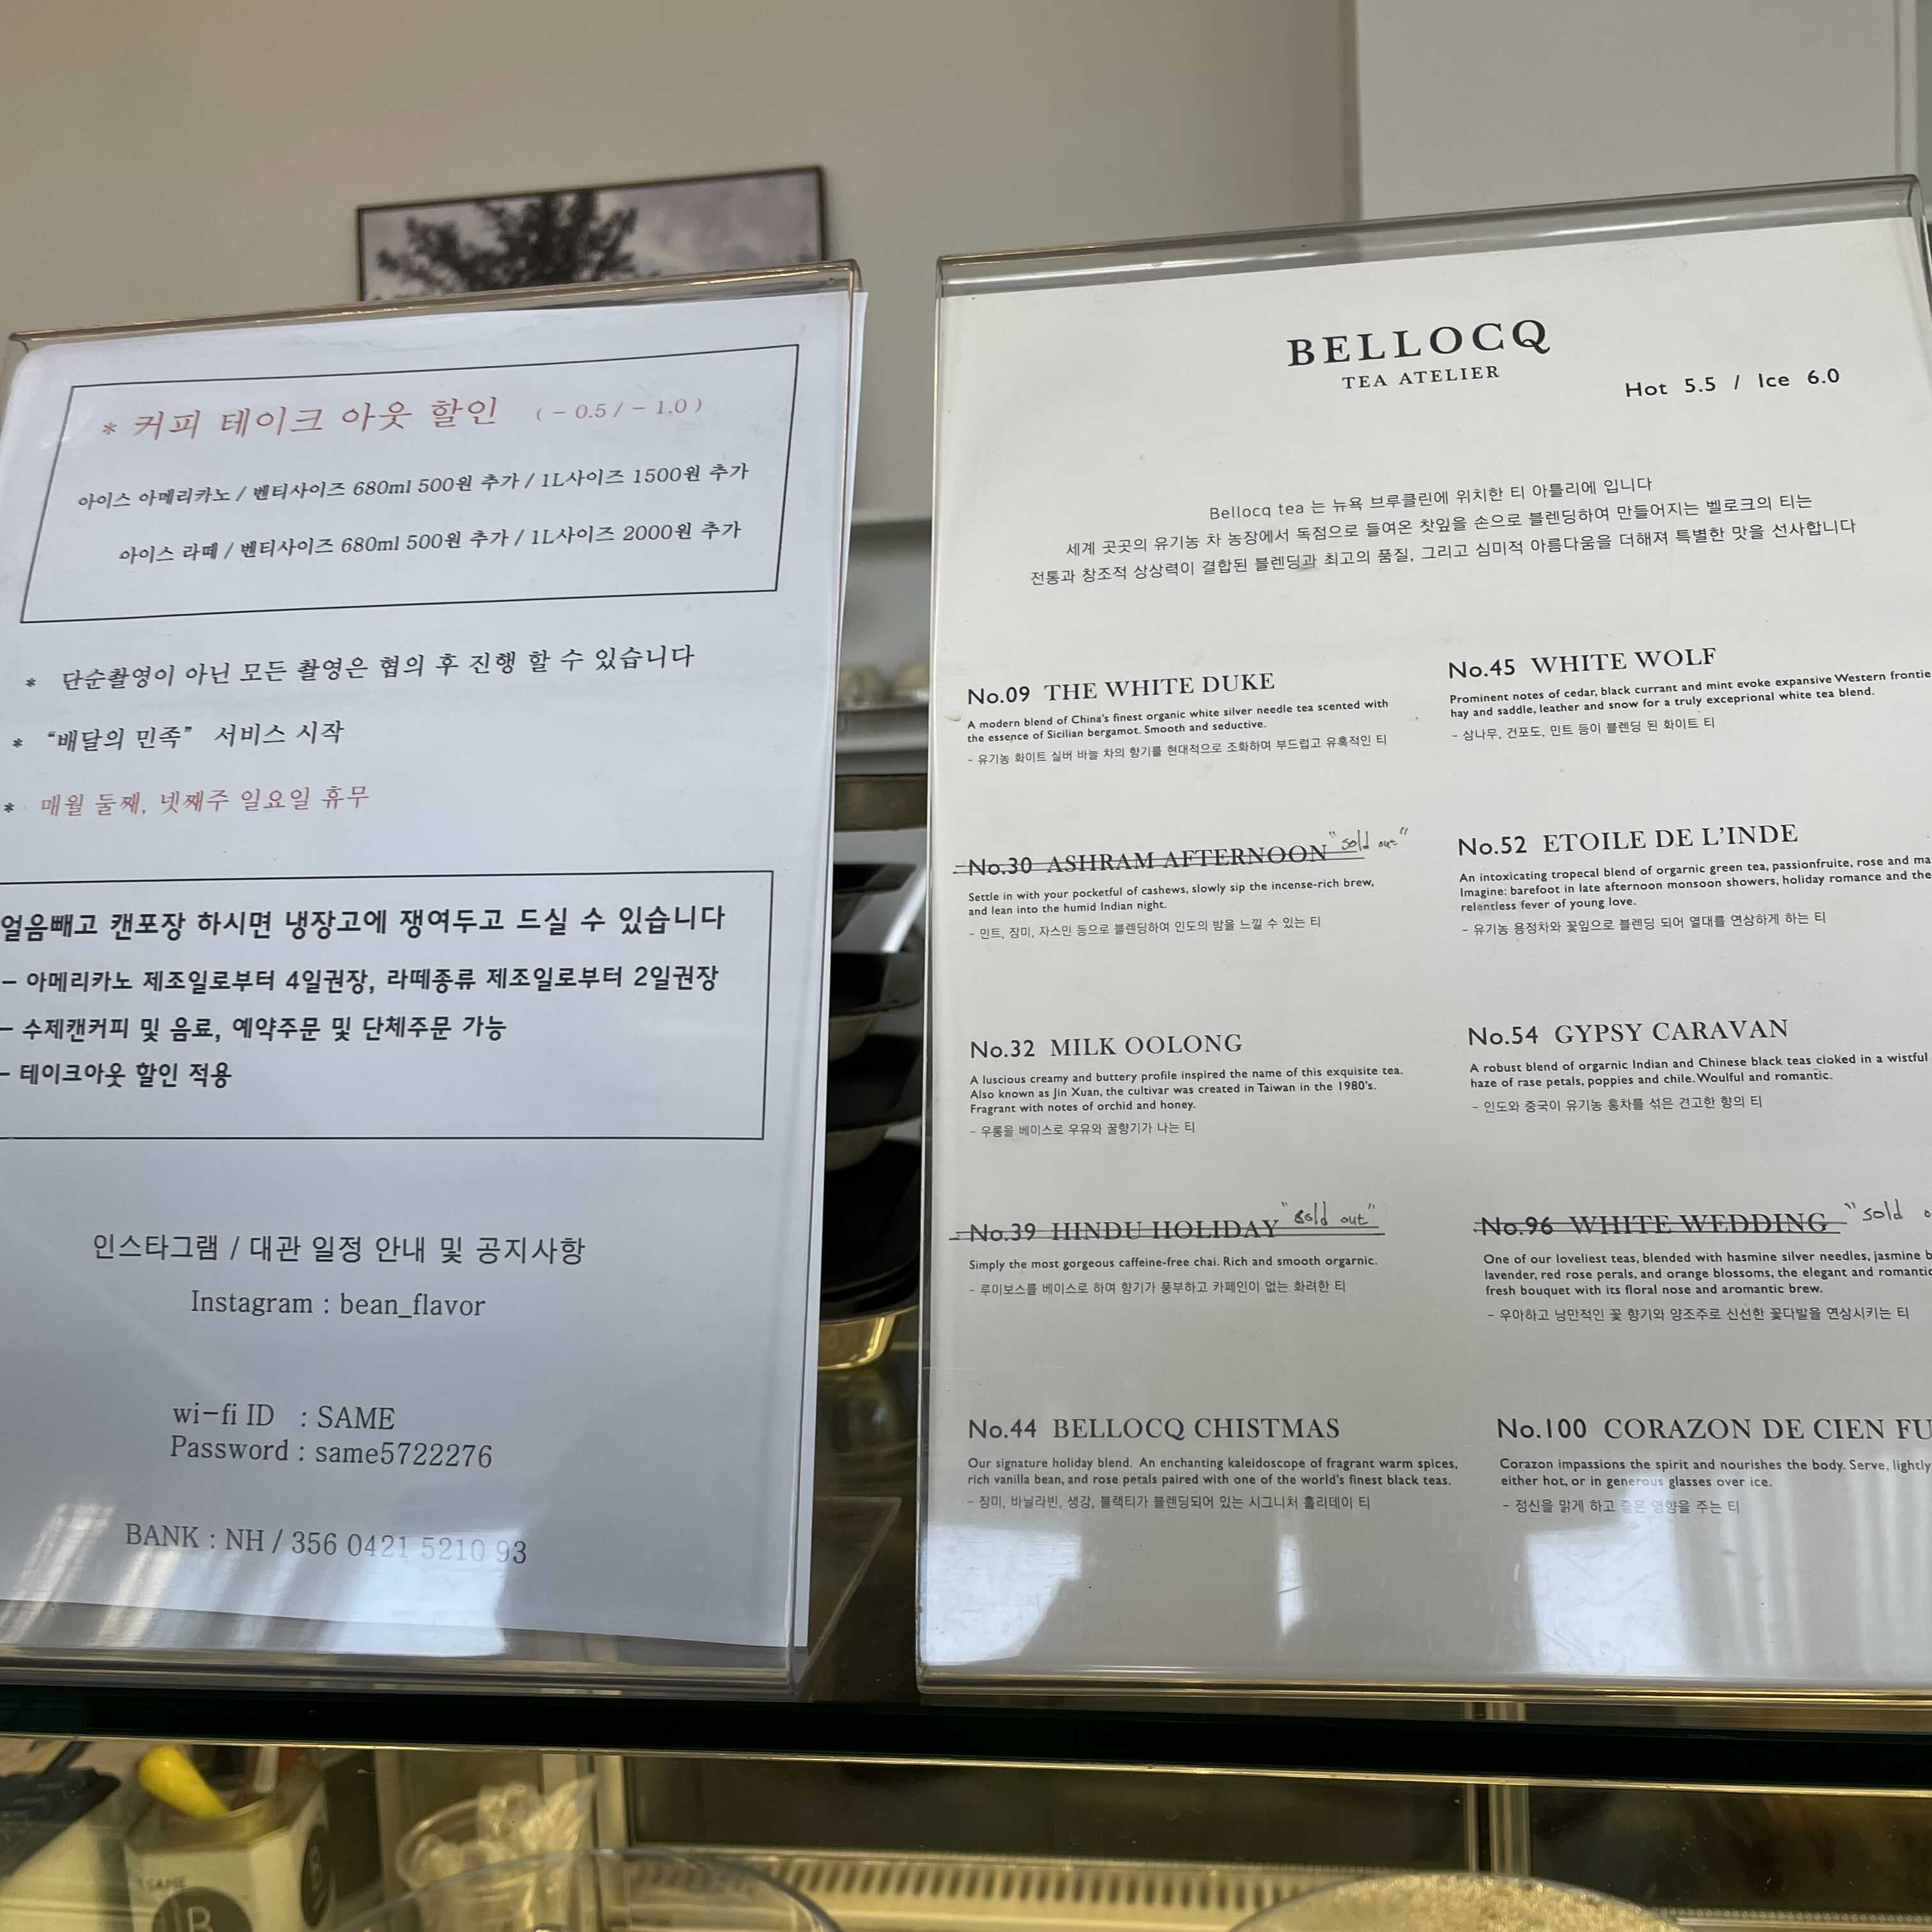 * 커피 테이크 아웃 할인 ( - 0.5 / - 1.0 )
아이스 아메리카노 / 벤티사이즈 680ml 500원 추가 / 1L사이즈 1500원 추가
아이스 라떼 / 벤티사이즈 680ml 500원 추가 / 1L사이즈 2000원 추가
* 단순촬영이 아닌 모든 촬영은 협의 후 진행 할 수 있습니다
* “배달의 민족” 서비스 시작
* 매월 둘째, 넷째주 일요일 휴무
얼음빼고 캔포장 하시면 냉장고에 쟁여두고 드실 수 있습니다
- 아메리카노 제조일로부터 4일권장, 라떼종류 제조일로부터 2일권장
- 수제캔커피 및 음료, 예약주문 및 단체주문 가능
- 테이크아웃 할인 적용
인스타그램 / 대관 일정 안내 및 공지사항
Instagram : bean_flavor
wi-fi ID : SAME
Password : same5722276
BANK : NH / 356 0421 5210 93
BELLOCQ
TEA ATELIER
Hot 5.5 / Ice 6.0
Bellocq tea 는 뉴욕 브루클린에 위치한 티 아틀리에 입니다
세계 곳곳의 유기농 차 농장에서 독점으로 들여온 찻잎을 손으로 블렌딩하여 만들어지는 벨로크의 티는
전통과 창조적 상상력이 결합된 블렌딩과 최고의 품질, 그리고 심미적 아름다움을 더해져 특별한 맛을 선사합니다
No.09 THE WHITE DUKE
A modern blend of China's finest organic white silver needle tea scented with
the essence of Sicilian bergamot. Smooth and seductive.
- 유기농 화이트 실버 바늘 차의 향기를 현대적으로 조화하여 부드럽고 유혹적인 티
No.30 ASHRAM AFTERNOON "sold out"
Settle in with your pocketful of cashews, slowly sip the incense-rich brew,
and lean into the humid Indian night.
- 민트, 장미, 자스민 등으로 블렌딩하여 인도의 밤을 느낄 수 있는 티
No.32 MILK OOLONG
A luscious creamy and buttery profile inspired the name of this exquisite tea.
Also known as Jin Xuan, the cultivar was created in Taiwan in the 1980's.
Fragrant with notes of orchid and honey.
- 우롱을 베이스로 우유와 꿀향기가 나는 티
No.39 HINDU HOLIDAY "sold out"
Simply the most gorgeous caffeine-free chai. Rich and smooth orgarnic.
- 루이보스를 베이스로 하여 향기가 풍부하고 카페인이 없는 화려한 티
No.44 BELLOCQ CHISTMAS
Our signature holiday blend. An enchanting kaleidoscope of fragrant warm spices,
rich vanilla bean, and rose petals paired with one of the world's finest black teas.
- 장미, 바닐라빈, 생강, 블랙티가 블렌딩되어 있는 시그니처 홀리데이 티
No.45 WHITE WOLF
Prominent notes of cedar, black currant and mint evoke expansive Western frontie
hay and saddle, leather and snow for a truly exceprional white tea blend.
- 삼나무, 건포도, 민트 등이 블렌딩 된 화이트 티
No.52 ETOILE DE L'INDE
An intoxicating tropecal blend of orgarnic green tea, passionfruite, rose and ma
Imagine: barefoot in late afternoon monsoon showers, holiday romance and the
relentless fever of young love.
- 유기농 용정차와 꽃잎으로 블렌딩 되어 열대를 연상하게 하는 티
No.54 GYPSY CARAVAN
A robust blend of orgarnic Indian and Chinese black teas cloked in a wistful
haze of rase petals, poppies and chile. Woulful and romantic.
- 인도와 중국이 유기농 홍차를 섞은 견고한 향의 티
No.96 WHITE WEDDING "sold o
One of our loveliest teas, blended with hasmine silver needles, jasmine b
lavender, red rose perals, and orange blossoms, the elegant and romantic
fresh bouquet with its floral nose and aromantic brew.
- 우아하고 낭만적인 꽃 향기와 양조주로 신선한 꽃다발을 연상시키는 티
No.100 CORAZON DE CIEN FU
Corazon impassions the spirit and nourishes the body. Serve, lightly
either hot, or in generous glasses over ice.
- 정신을 맑게 하고 좋은 영향을 주는 티
SAME
B